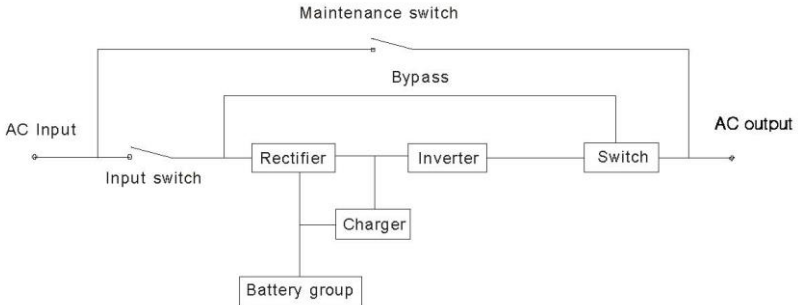 Maintenance switch
Bypass
AC Input
AC output
Rectifier
Inverter
Switch
Input switch
Charger
Battery group